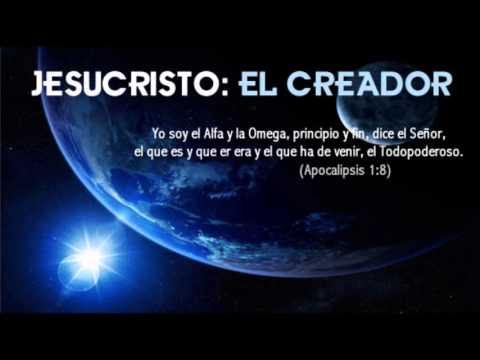 JESUCRISTO: EL CREADOR
Yo soy el Alfa y la Omega, principio y fin, dice el Señor,
el que es y que er era y el que ha de venir, el Todopoderoso.
(Apocalipsis 1:8)